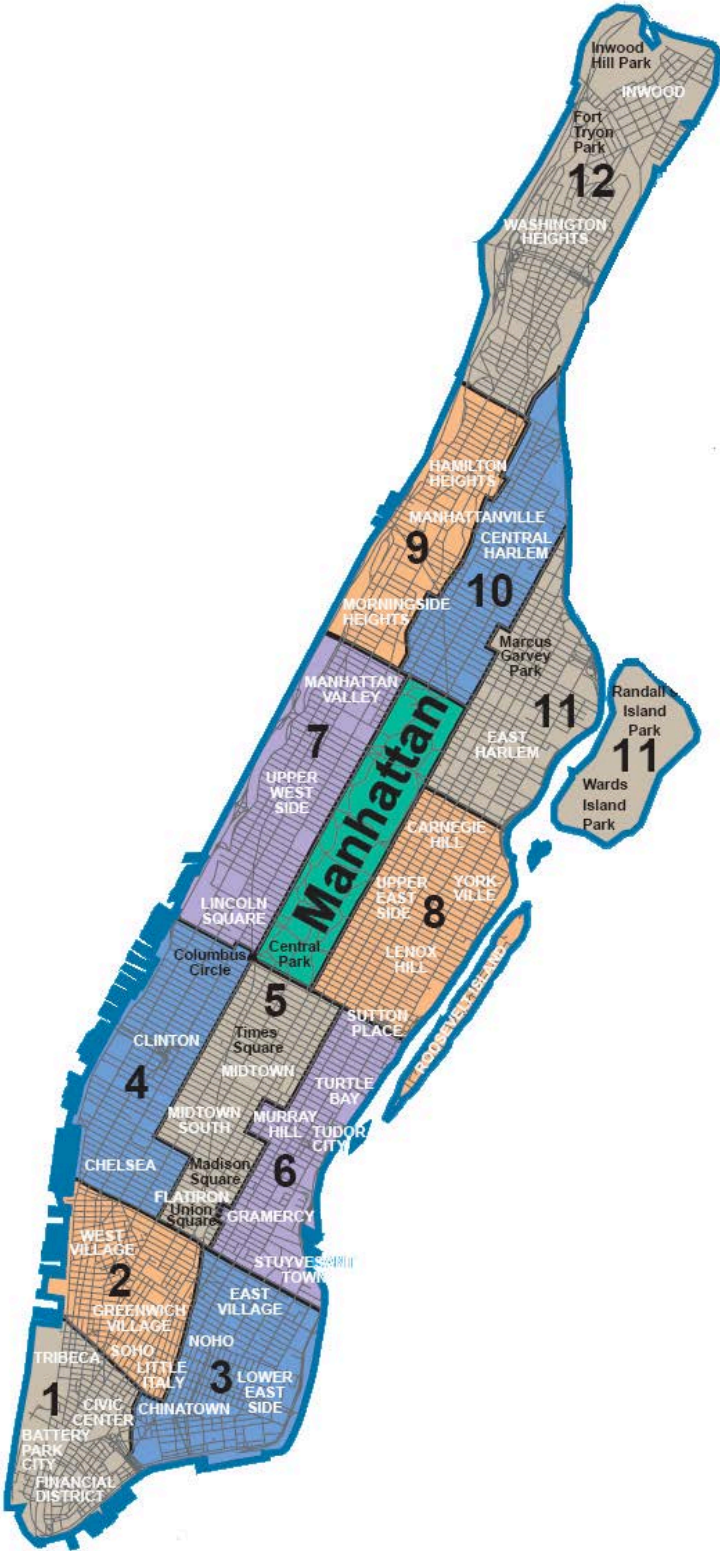 Inwood
Hill Park
INWOOD
Fort
Tryon
Park
12
WASHINGTON
HEIGHTS
HAMILTON
HEIGHTS
MANHATTANVILLE
9
CENTRAL
HARLEM
10
MORNINGSIDE
HEIGHTS
Marcus
Garvey
Park
MANHATTAN
VALLEY
11
Randall's
Island
Park
11
Wards
Island
Park
7
EAST
HARLEM
Manhattan
UPPER
WEST
SIDE
CARNEGIE
HILL
UPPER
EAST
SIDE
YORK
VILLE
8
LINCOLN
SQUARE
LENOX
HILL
Central
Park
Columbus
Circle
ROOSEVELT ISLAND
5
SUTTON
PLACE
Times
Square
CLINTON
MIDTOWN
4
TURTLE
BAY
MIDTOWN
SOUTH
MURRAY
HILL
TUDOR
CITY
CHELSEA
Madison
Square
6
FLATIRON
Union
Square
GRAMERCY
WEST
VILLAGE
STUYVESANT
TOWN
2
EAST
VILLAGE
GREENWICH
VILLAGE
NOHO
SOHO
TRIBECA
LITTLE
ITALY
3
LOWER
EAST
SIDE
1
CIVIC
CENTER
CHINATOWN
BATTERY
PARK
CITY
FINANCIAL
DISTRICT